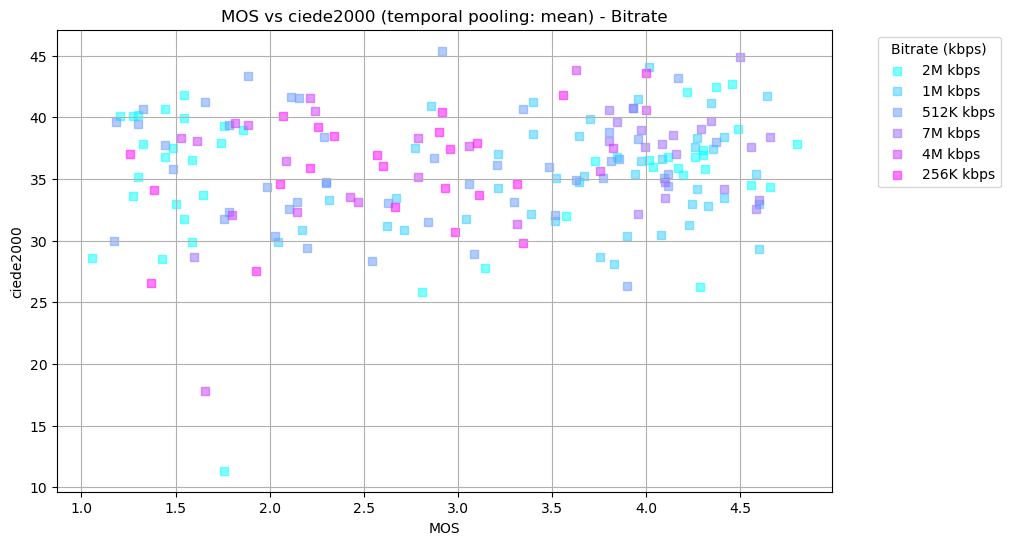 MOS vs ciede2000 (temporal pooling: mean) - Bitrate
Bitrate (kbps)
2M kbps
1M kbps
512K kbps
7M kbps
4M kbps
256K kbps
ciede2000
45
40
35
30
25
20
15
10
1.0 1.5 2.0 2.5 3.0 3.5 4.0 4.5
MOS